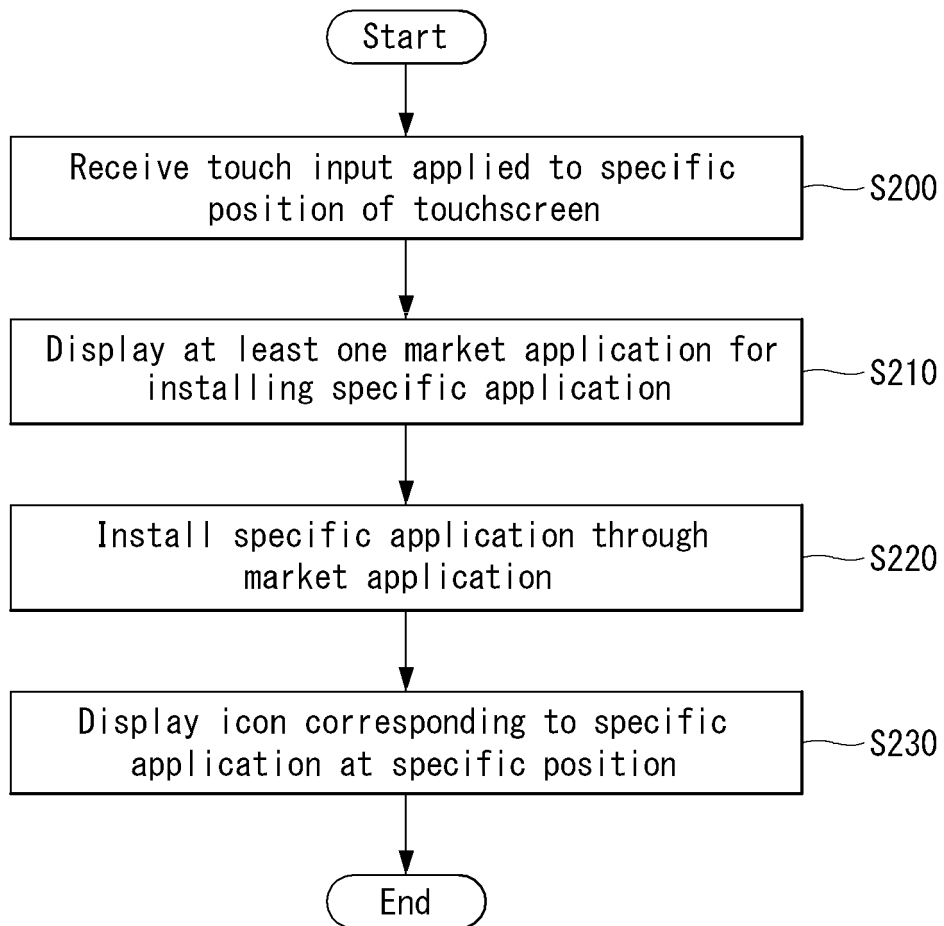 Start
Receive touch input applied to specific
position of touchscreen
S200
Display at least one market application for
installing specific application
S210
Install specific application through
market application
S220
Display icon corresponding to specific
application at specific position
S230
End